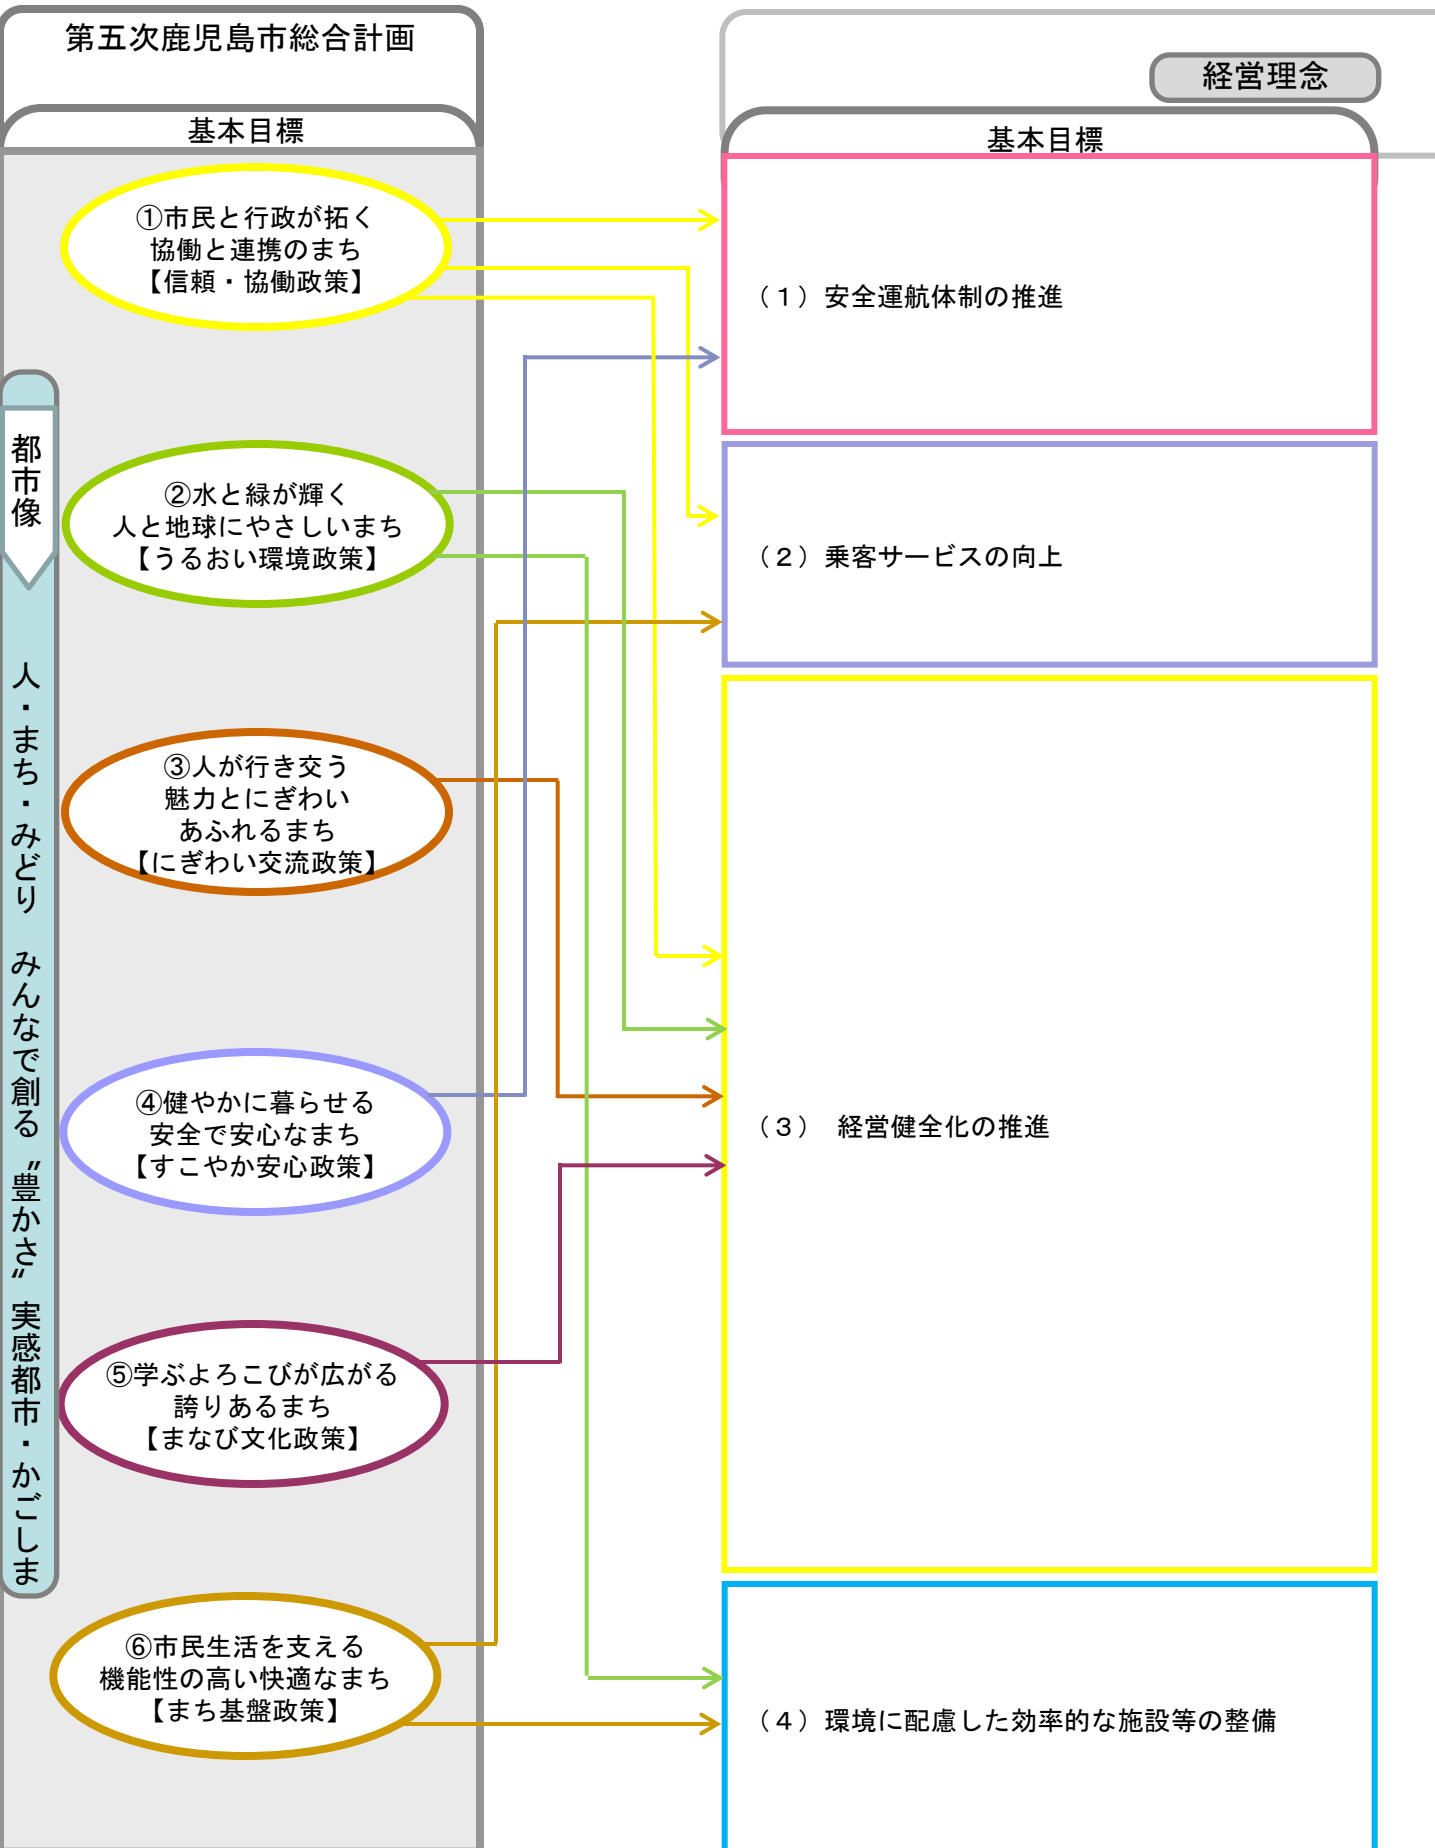 第五次鹿児島市総合計画
基本目標
①市民と行政が拓く
協働と連携のまち
【信頼・協働政策】
②水と緑が輝く
人と地球にやさしいまち
【うるおい環境政策】
③人が行き交う
魅力とにぎわい
あふれるまち
【にぎわい交流政策】
④健やかに暮らせる
安全で安心なまち
【すこやか安心政策】
⑤学ぶよろこびが広がる
誇りあるまち
【まなび文化政策】
⑥市民生活を支える
機能性の高い快適なまち
【まち基盤政策】
都市像
人・まち・みどり　みんなで創る〝豊かさ〟実感都市・かごしま
経営理念
基本目標
（１）安全運航体制の推進
（２）乗客サービスの向上
（３）　経営健全化の推進
（４）環境に配慮した効率的な施設等の整備